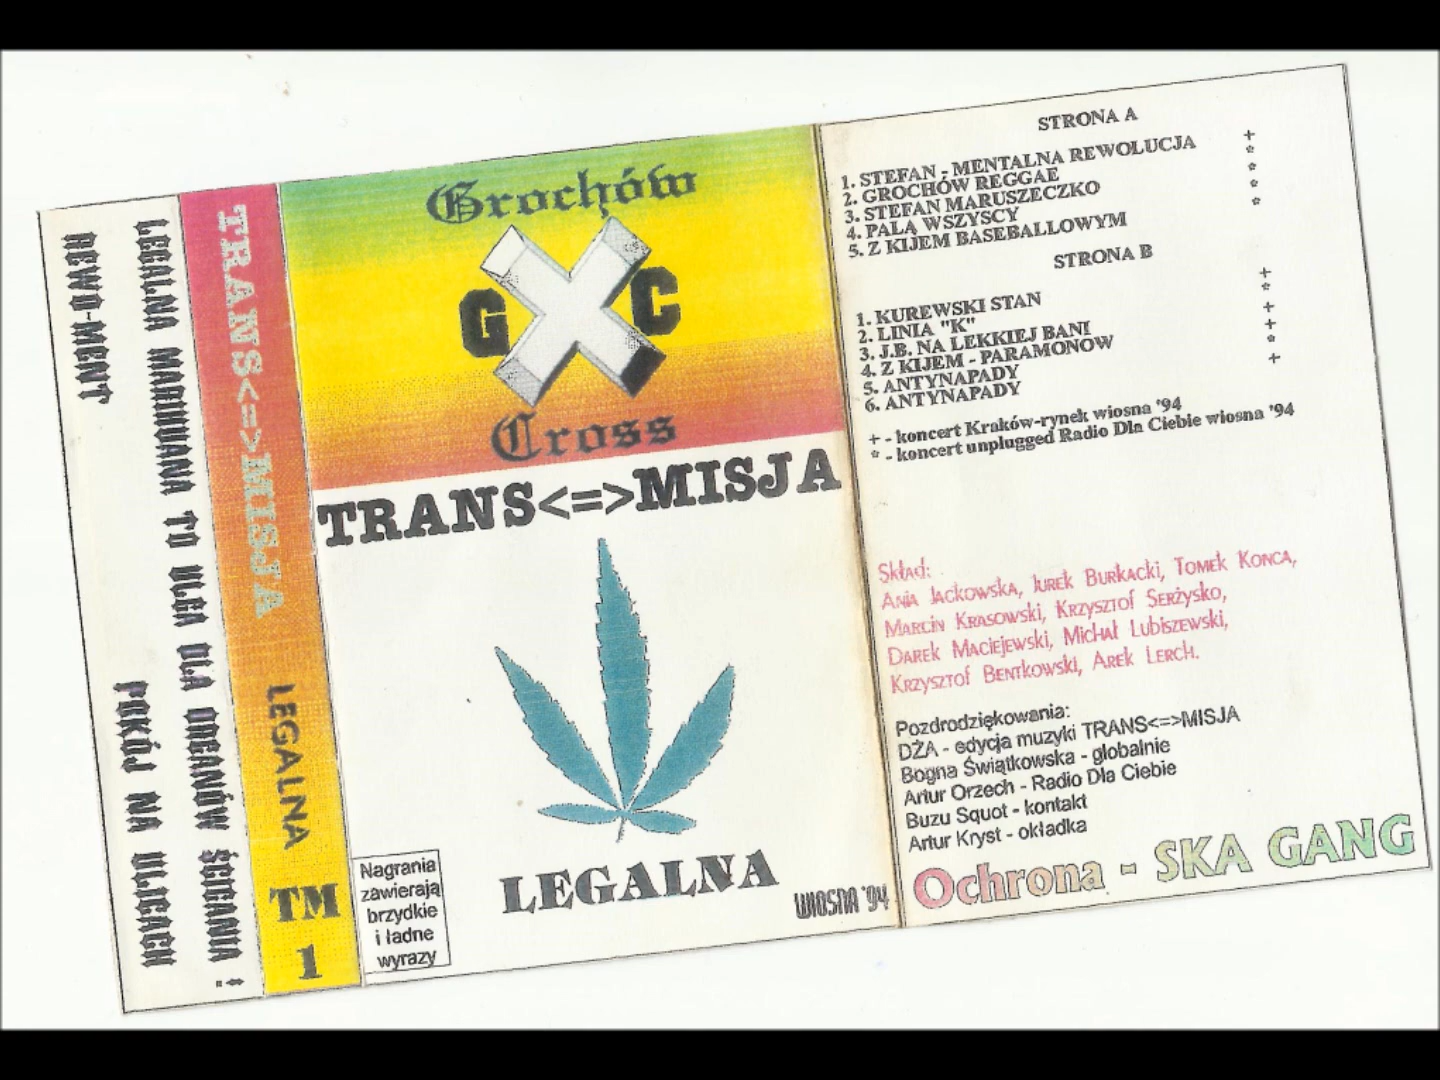 REWO-MENT
LEGALNA MARIHUANA TO ULGA DLA ORGANÓW ŚCIGANIA :
POKÓJ NA ULICACH
TRANS<=>MISJA LEGALNA TM 1
Grochów
G C
Cross
TRANS<=>MISJA
LEGALNA
WIOSNA '94
Nagrania
zawierają
brzydkie
i ładne
wyrazy
STRONA A
1. STEFAN - MENTALNA REWOLUCJA +
2. GROCHÓW REGGAE *
3. STEFAN MARUSZECZKO *
4. PALĄ WSZYSCY *
5. Z KIJEM BASEBALLOWYM *
STRONA B
1. KUREWSKI STAN +
2. LINIA "K" *
3. J.B. NA LEKKIEJ BANI +
4. Z KIJEM - PARAMONOW +
5. ANTYNAPADY *
6. ANTYNAPADY +
+ - koncert Kraków-rynek wiosna '94
* - koncert unplugged Radio Dla Ciebie wiosna '94
Skład:
Ania Jackowska, Jurek Burkacki, Tomek Konca,
Marcin Krasowski, Krzysztof Serżysko,
Darek Maciejewski, Michał Lubiszewski,
Krzysztof Bentkowski, Arek Lerch.
Pozdrodziękowania:
DŻA - edycja muzyki TRANS<=>MISJA
Bogna Świątkowska - globalnie
Artur Orzech - Radio Dla Ciebie
Buzu Squot - kontakt
Artur Kryst - okładka
Ochrona - SKA GANG